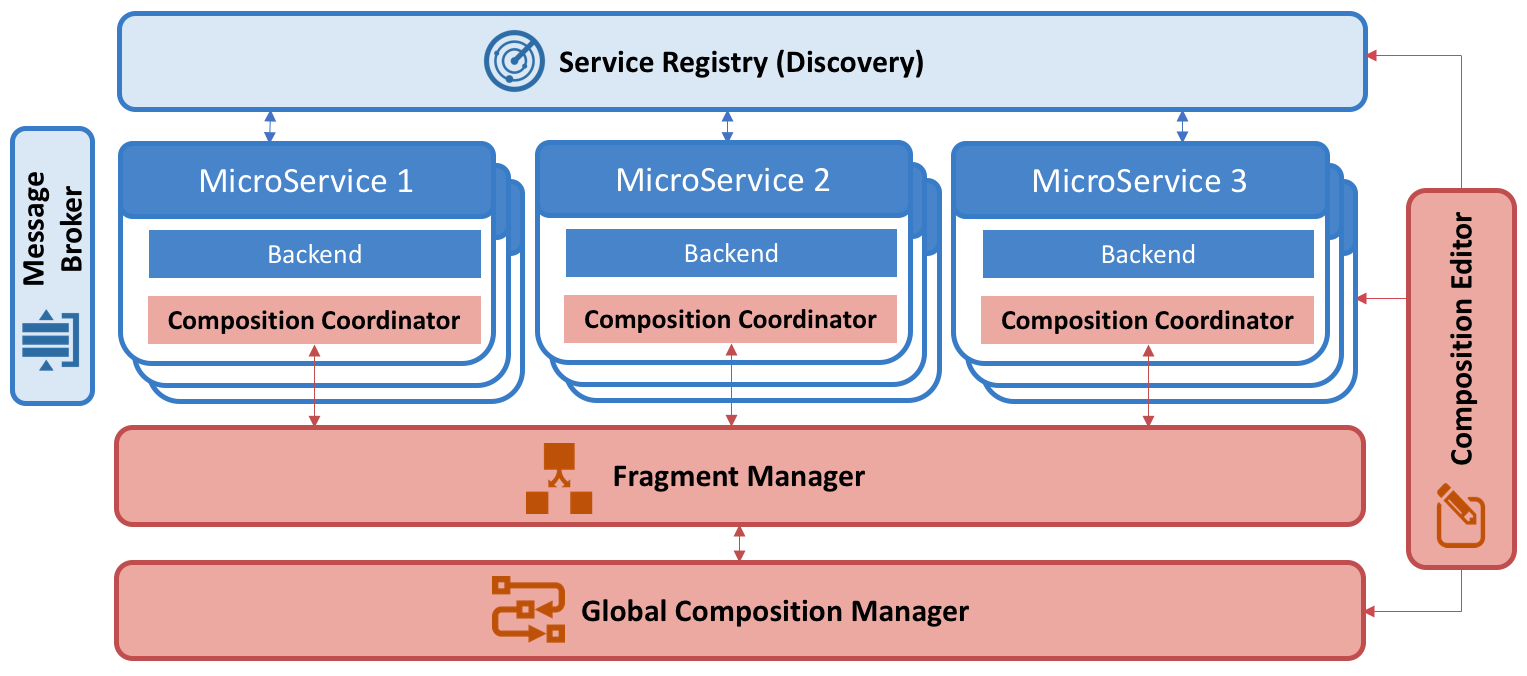 Service Registry (Discovery)
Message
Broker
MicroService 1
Backend
Composition Coordinator
MicroService 2
Backend
Composition Coordinator
MicroService 3
Backend
Composition Coordinator
Composition Editor
Fragment Manager
Global Composition Manager